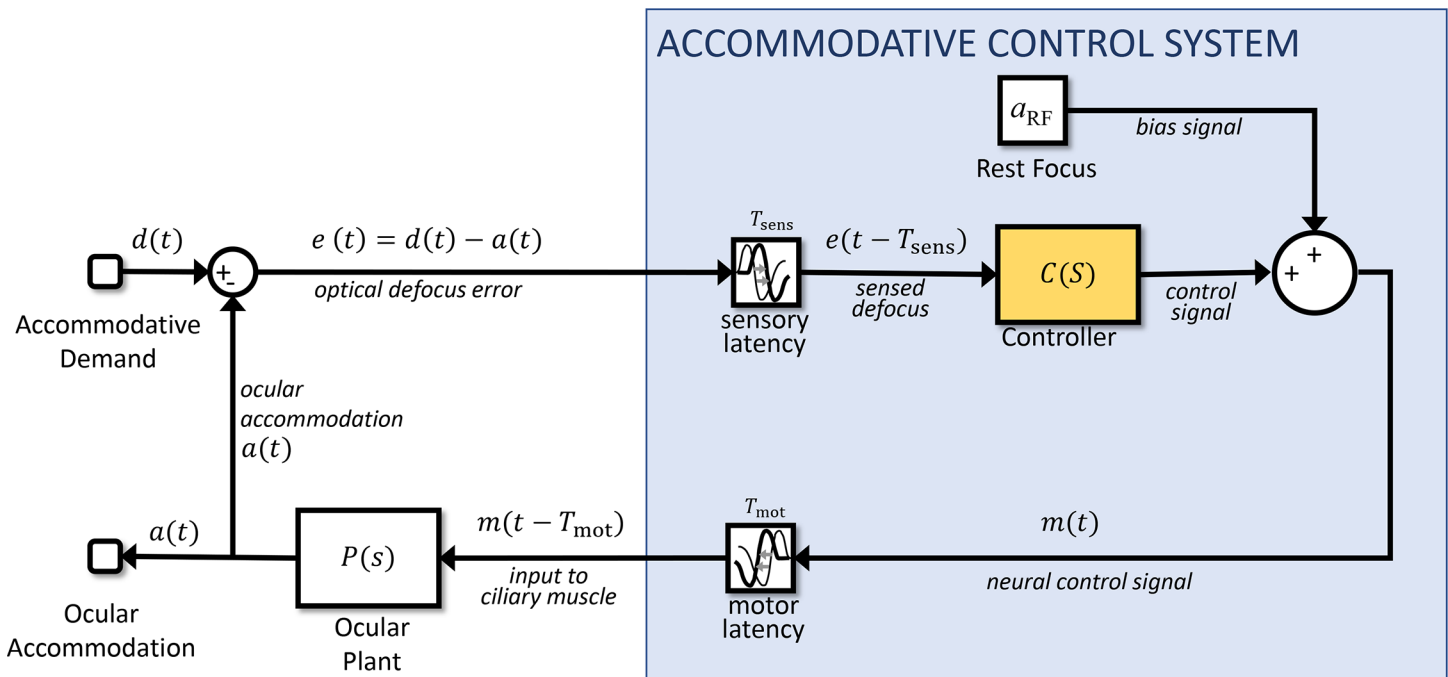 ACCOMMODATIVE CONTROL SYSTEM
a_RF
bias signal
Rest Focus
d(t)
+
-
e (t) = d(t) − a(t)
optical defocus error
T_sens
e(t − T_sens)
sensory
latency
sensed
defocus
C(S)
Controller
control
signal
+
+
Accommodative
Demand
ocular
accommodation
a(t)
a(t)
P(s)
m(t − T_mot)
T_mot
m(t)
input to
ciliary muscle
neural control signal
motor
latency
Ocular
Accommodation
Ocular
Plant